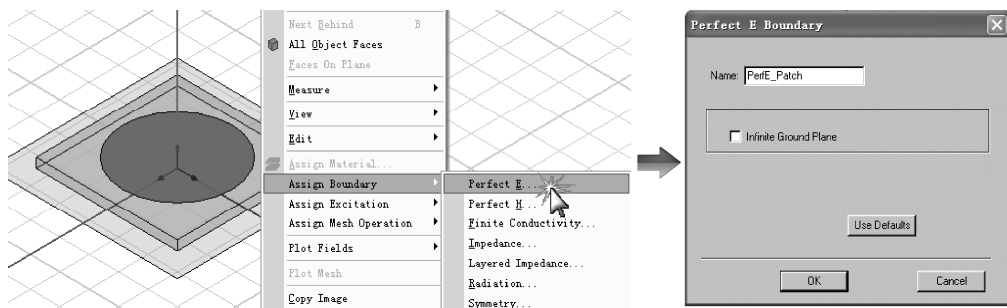 Next Behind B
All Object Faces
Faces On Plane
Measure
View
Edit
Assign Material...
Assign Boundary
Assign Excitation
Assign Mesh Operation
Plot Fields
Plot Mesh
Copy Image
Perfect E...
Perfect H...
Finite Conductivity...
Impedance...
Layered Impedance...
Radiation...
Symmetry...
Perfect E Boundary
Name: PerfE_Patch
Infinite Ground Plane
Use Defaults
OK Cancel